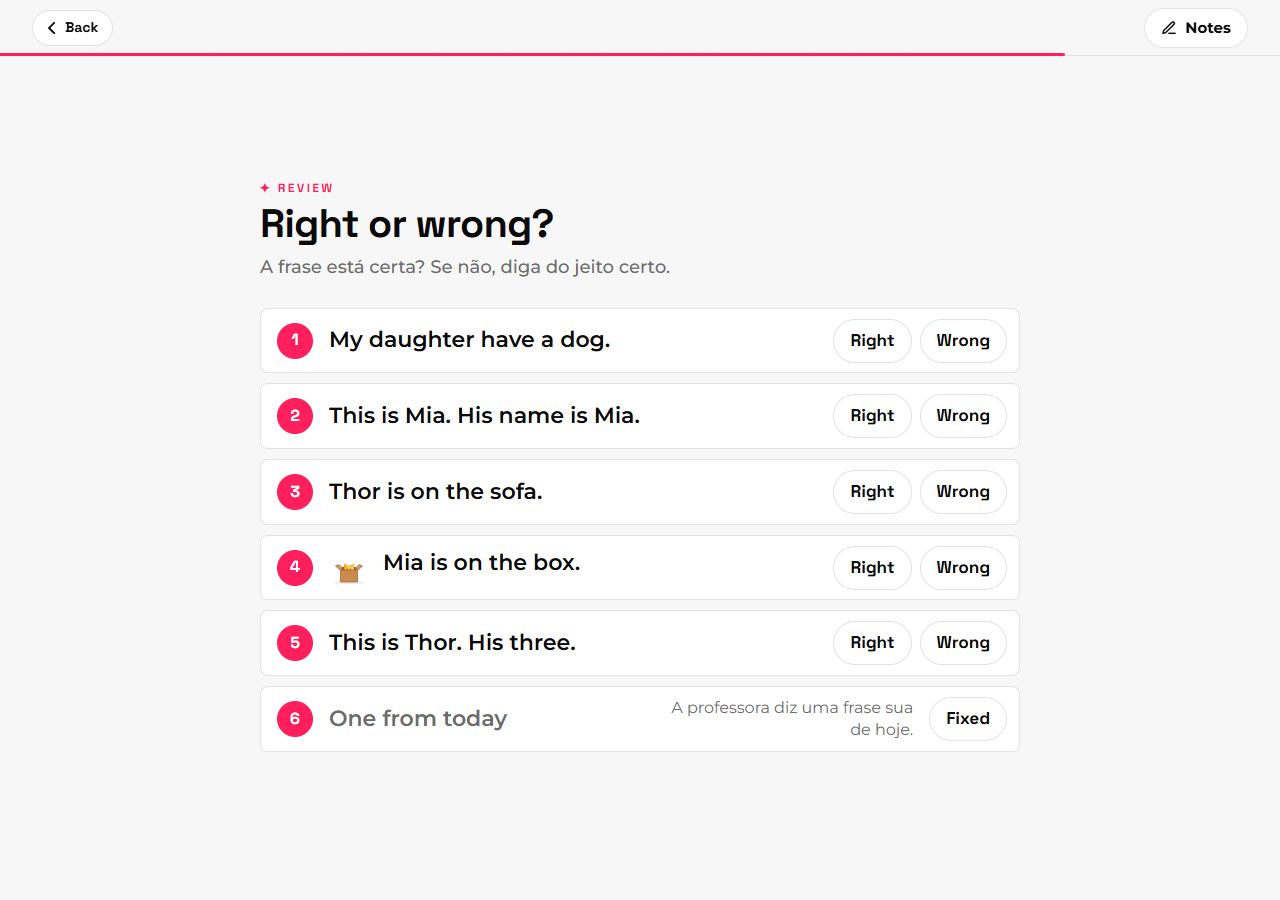 Back
Notes
REVIEW
Right or wrong?
A frase está certa? Se não, diga do jeito certo.
1 My daughter have a dog. Right Wrong
2 This is Mia. His name is Mia. Right Wrong
3 Thor is on the sofa. Right Wrong
4 Mia is on the box. Right Wrong
5 This is Thor. His three. Right Wrong
6 One from today A professora diz uma frase sua
de hoje. Fixed